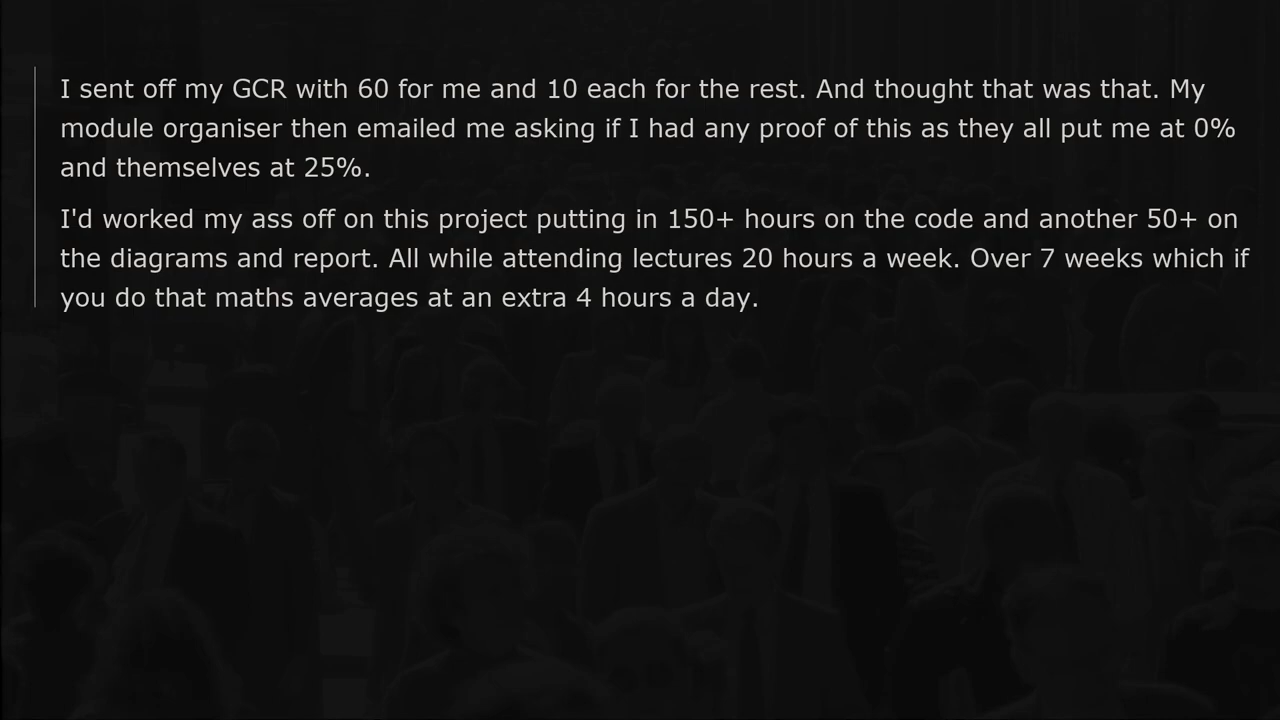 I sent off my GCR with 60 for me and 10 each for the rest. And thought that was that. My
module organiser then emailed me asking if I had any proof of this as they all put me at 0%
and themselves at 25%.
I'd worked my ass off on this project putting in 150+ hours on the code and another 50+ on
the diagrams and report. All while attending lectures 20 hours a week. Over 7 weeks which if
you do that maths averages at an extra 4 hours a day.